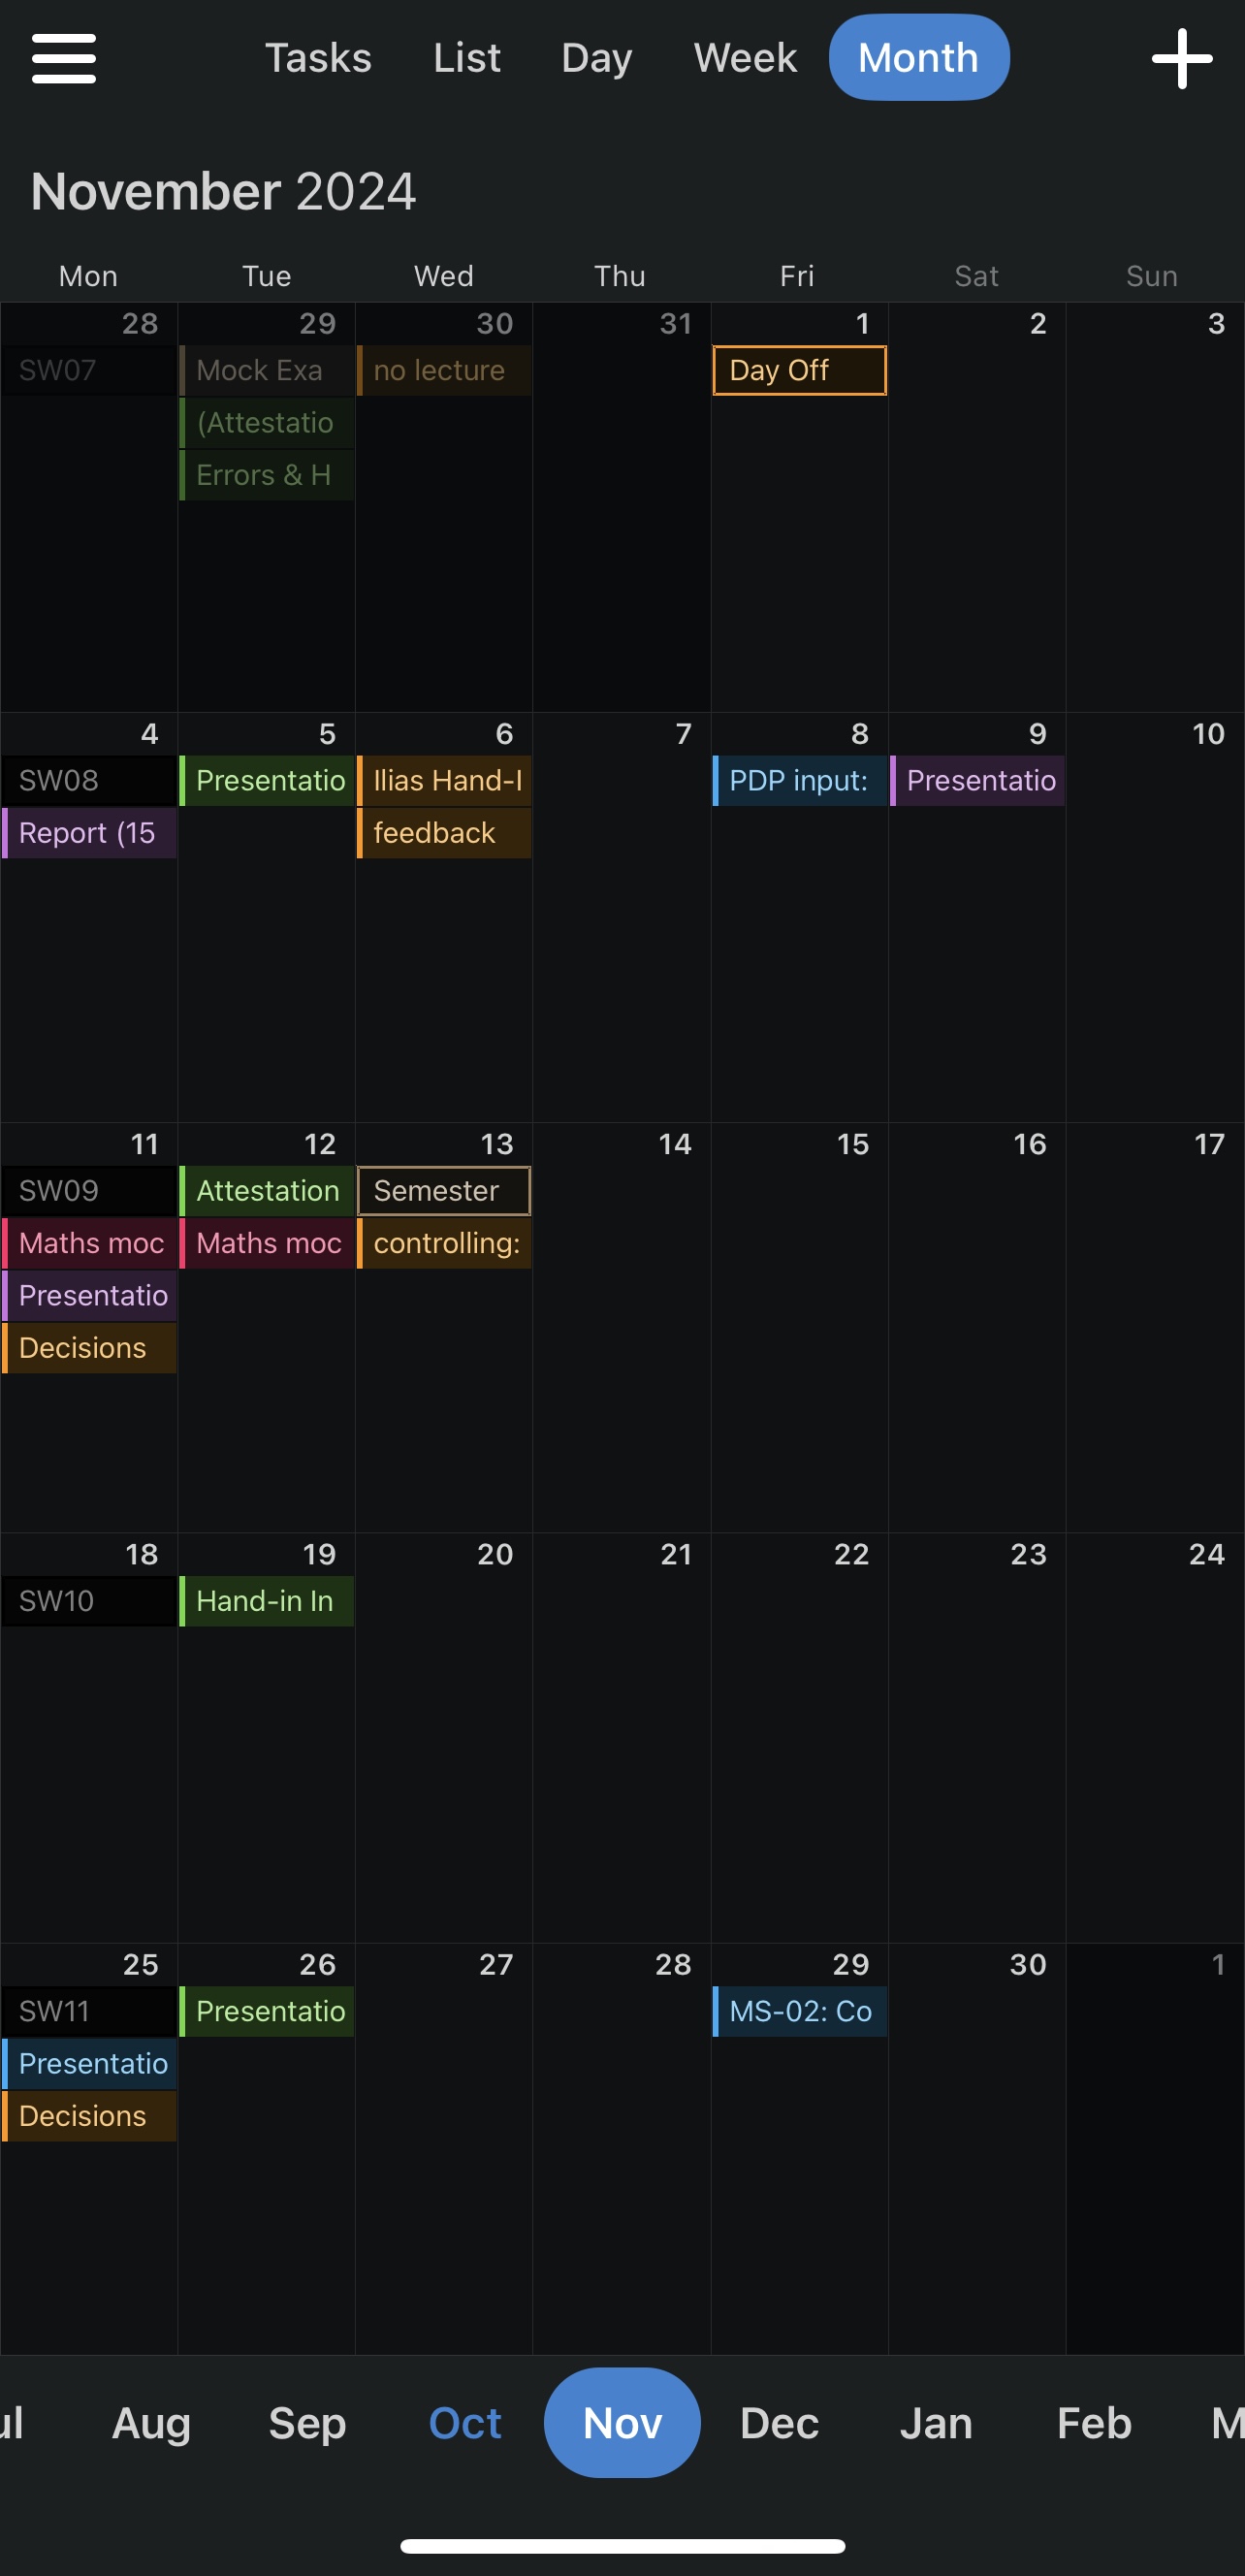 Tasks List Day Week Month
November 2024
Mon Tue Wed Thu Fri Sat Sun
28 29 30 31 1 2 3
SW07 Mock Exa no lecture Day Off
(Attestatio
Errors & H
4 5 6 7 8 9 10
SW08 Presentatio Ilias Hand-I PDP input: Presentatio
Report (15 feedback
11 12 13 14 15 16 17
SW09 Attestation Semester
Maths moc Maths moc controlling:
Presentatio
Decisions
18 19 20 21 22 23 24
SW10 Hand-in In
25 26 27 28 29 30 1
SW11 Presentatio MS-02: Co
Presentatio
Decisions
ul Aug Sep Oct Nov Dec Jan Feb M